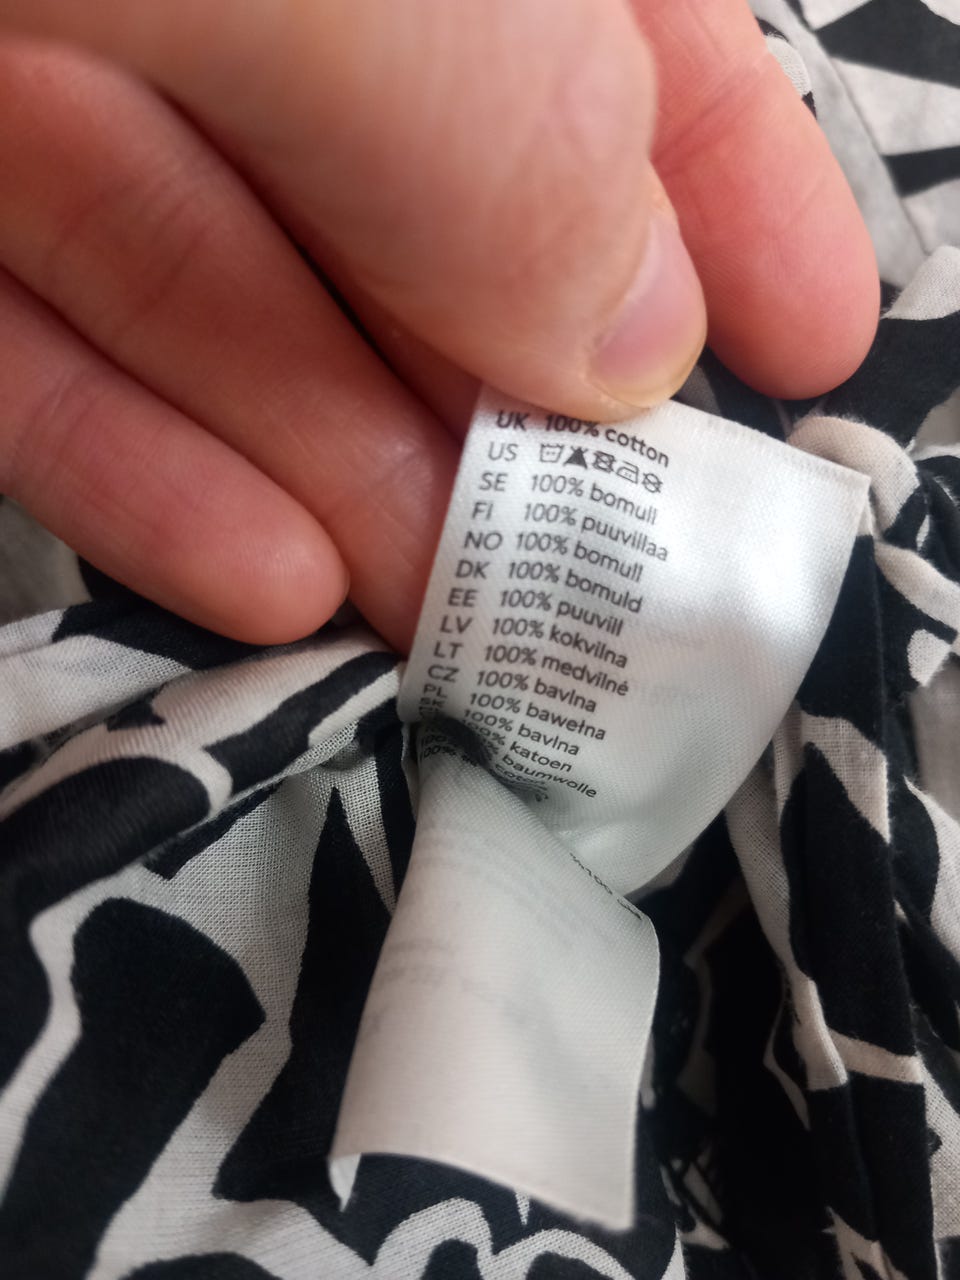 UK 100% cotton
US
SE 100% bomull
FI 100% puuvillaa
NO 100% bomull
DK 100% bomuld
EE 100% puuvill
LV 100% kokvilna
LT 100% medvilnė
CZ 100% bavlna
PL 100% bawełna
100% bavlna
100% katoen
100% baumwolle